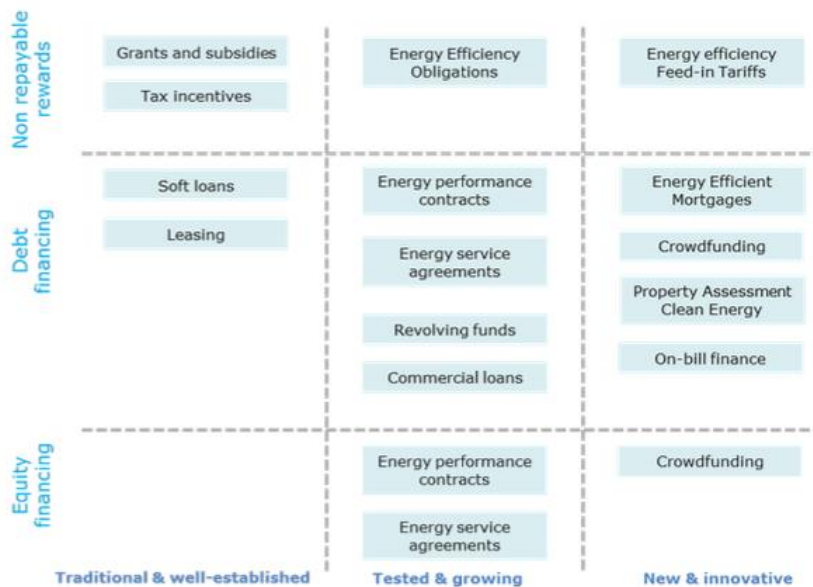 Non repayable
rewards
Grants and subsidies
Tax incentives
Energy Efficiency
Obligations
Energy efficiency
Feed-in Tariffs
Debt
financing
Soft loans
Leasing
Energy performance
contracts
Energy service
agreements
Revolving funds
Commercial loans
Energy Efficient
Mortgages
Crowdfunding
Property Assessment
Clean Energy
On-bill finance
Equity
financing
Energy performance
contracts
Energy service
agreements
Crowdfunding
Traditional & well-established
Tested & growing
New & innovative